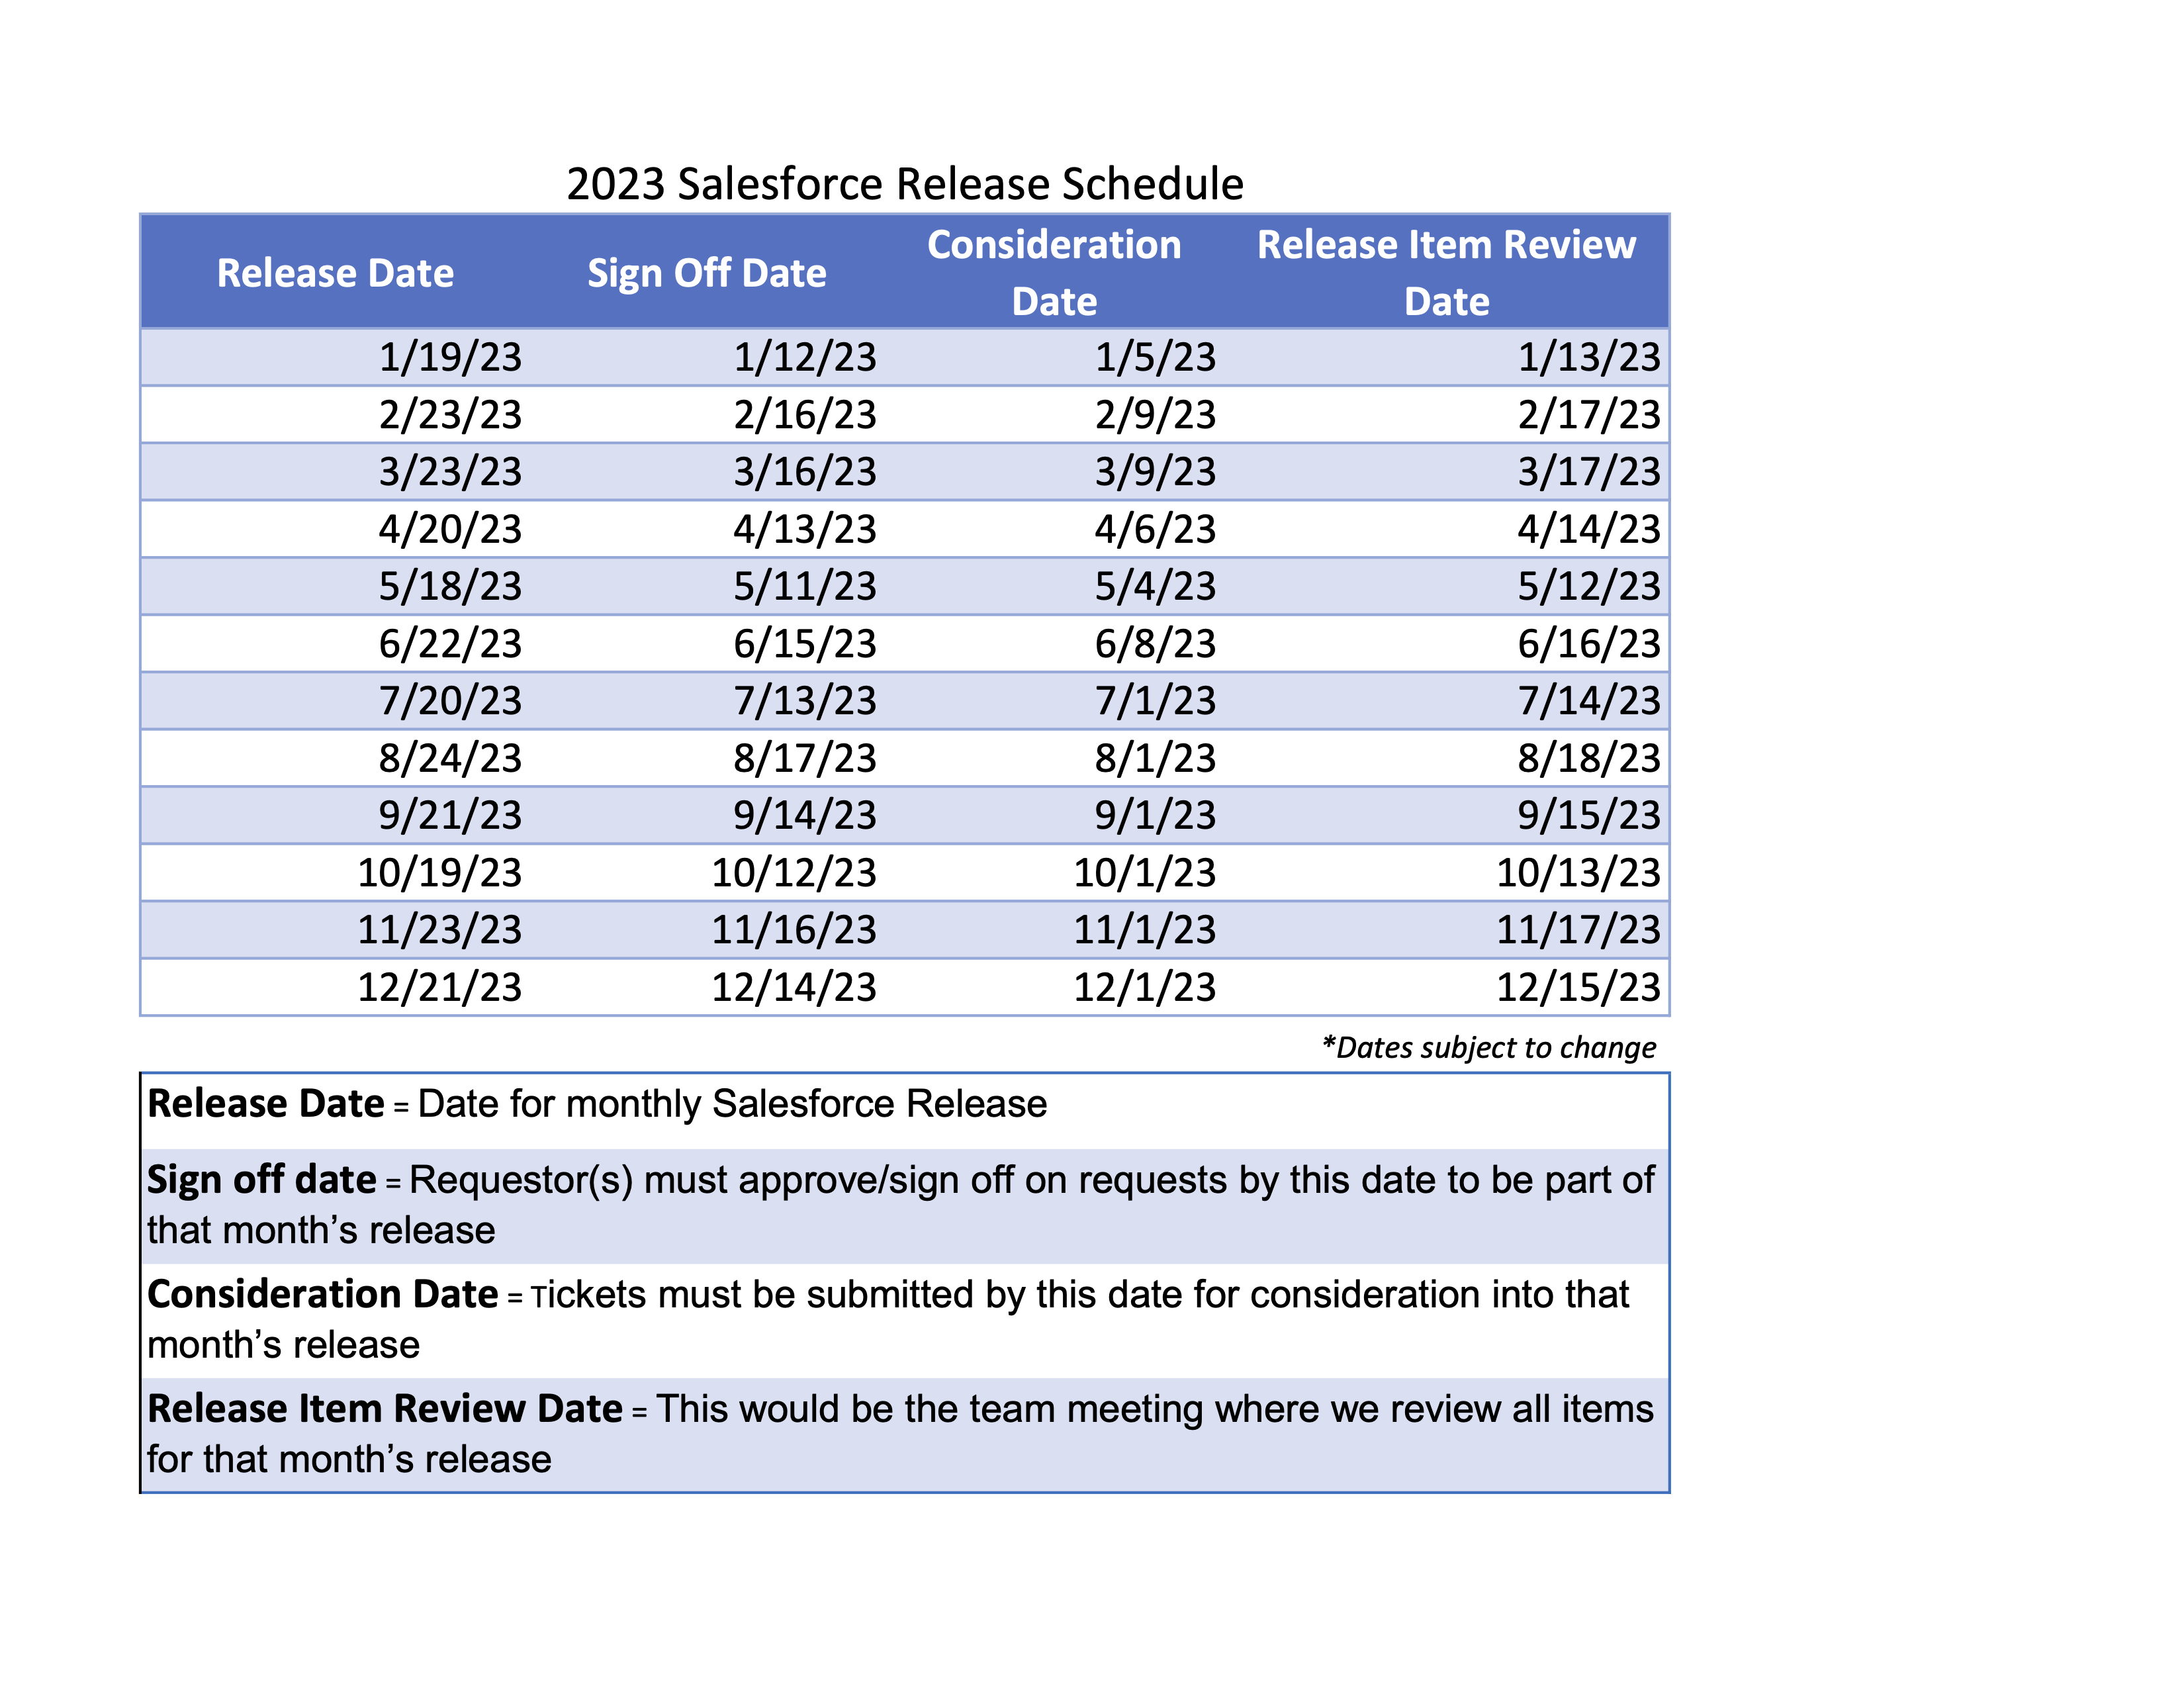 2023 Salesforce Release Schedule
Release Date Sign Off Date Consideration Date Release Item Review Date
1/19/23 1/12/23 1/5/23 1/13/23
2/23/23 2/16/23 2/9/23 2/17/23
3/23/23 3/16/23 3/9/23 3/17/23
4/20/23 4/13/23 4/6/23 4/14/23
5/18/23 5/11/23 5/4/23 5/12/23
6/22/23 6/15/23 6/8/23 6/16/23
7/20/23 7/13/23 7/1/23 7/14/23
8/24/23 8/17/23 8/1/23 8/18/23
9/21/23 9/14/23 9/1/23 9/15/23
10/19/23 10/12/23 10/1/23 10/13/23
11/23/23 11/16/23 11/1/23 11/17/23
12/21/23 12/14/23 12/1/23 12/15/23
*Dates subject to change
Release Date = Date for monthly Salesforce Release
Sign off date = Requestor(s) must approve/sign off on requests by this date to be part of
that month’s release
Consideration Date = Tickets must be submitted by this date for consideration into that
month’s release
Release Item Review Date = This would be the team meeting where we review all items
for that month’s release